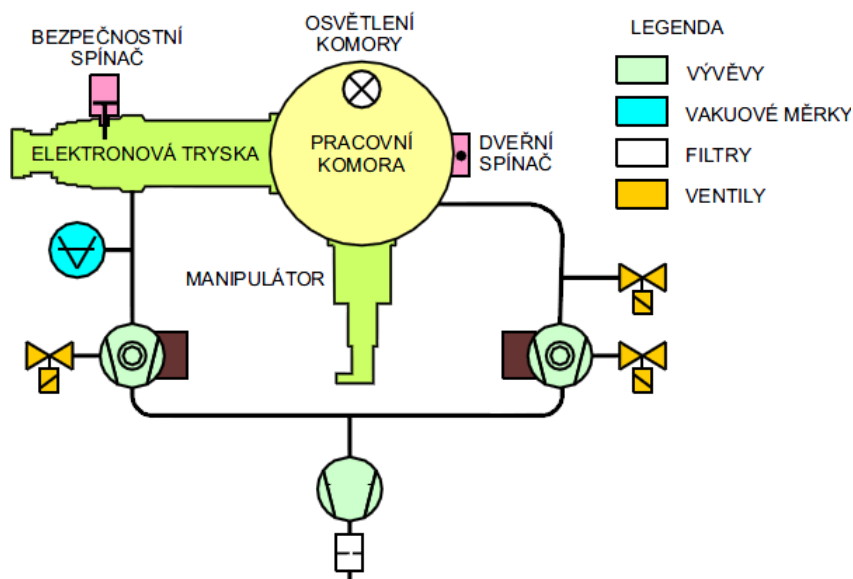 BEZPEČNOSTNÍ
SPÍNAČ
OSVĚTLENÍ
KOMORY
LEGENDA
VÝVĚVY
VAKUOVÉ MĚRKY
FILTRY
VENTILY
ELEKTRONOVÁ TRYSKA
PRACOVNÍ
KOMORA
DVEŘNÍ
SPÍNAČ
MANIPULÁTOR